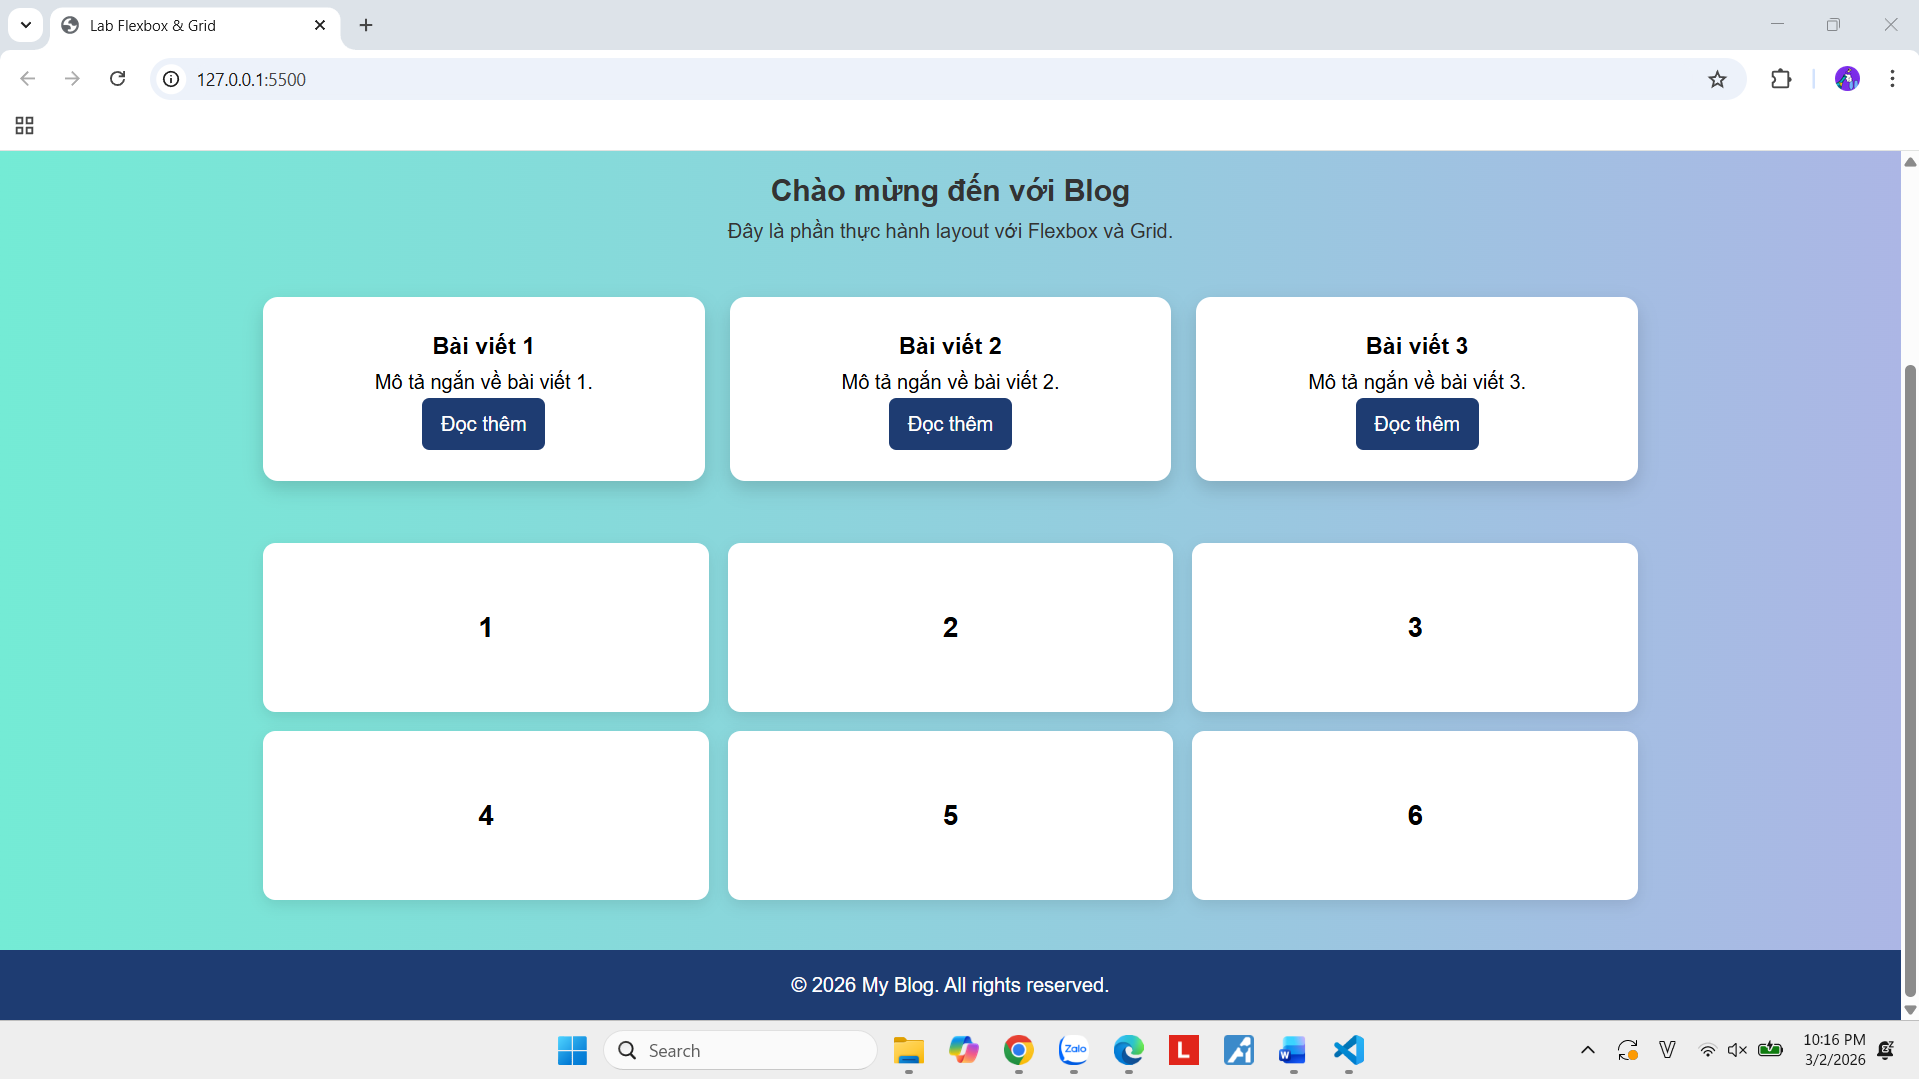 Lab Flexbox & Grid
127.0.0.1:5500
Chào mừng đến với Blog
Đây là phần thực hành layout với Flexbox và Grid.
Bài viết 1
Mô tả ngắn về bài viết 1.
Đọc thêm
Bài viết 2
Mô tả ngắn về bài viết 2.
Đọc thêm
Bài viết 3
Mô tả ngắn về bài viết 3.
Đọc thêm
1
2
3
4
5
6
© 2026 My Blog. All rights reserved.
Search
Zalo
L
W
V
10:16 PM
3/2/2026